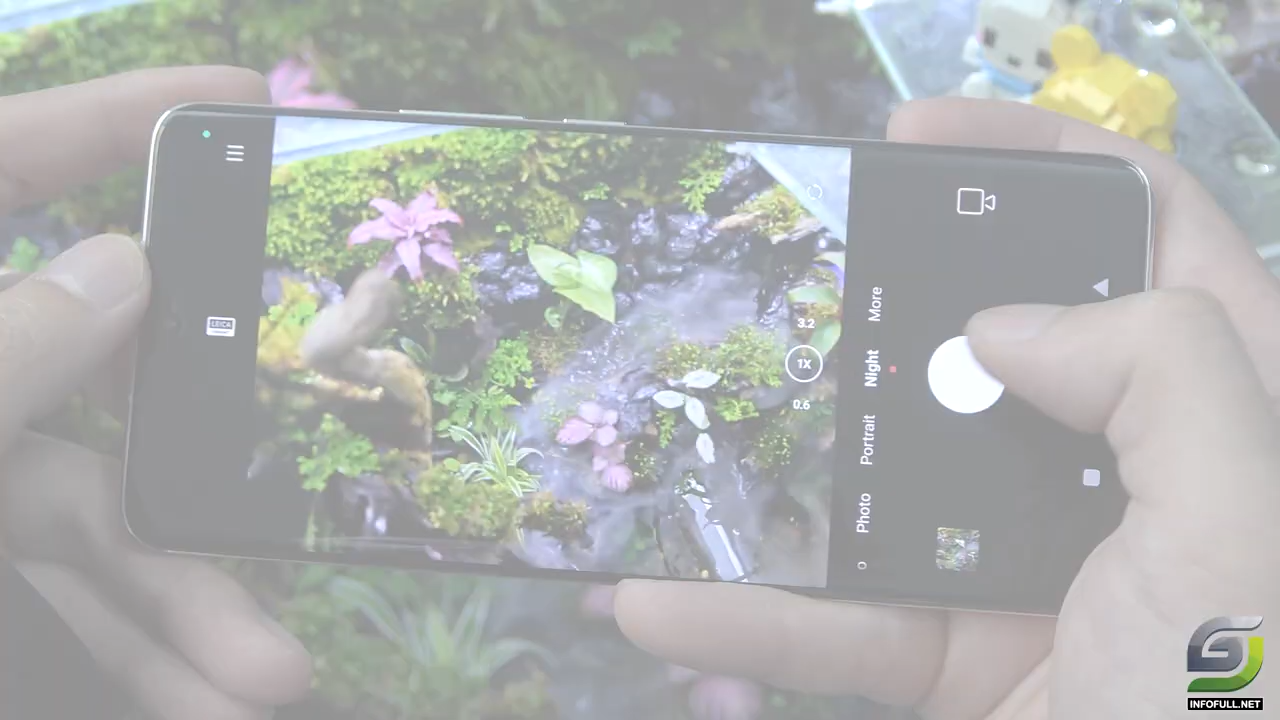 LEICA
3.2
1X
0.6
More
Night
Portrait
Photo
INFOFULL.NET